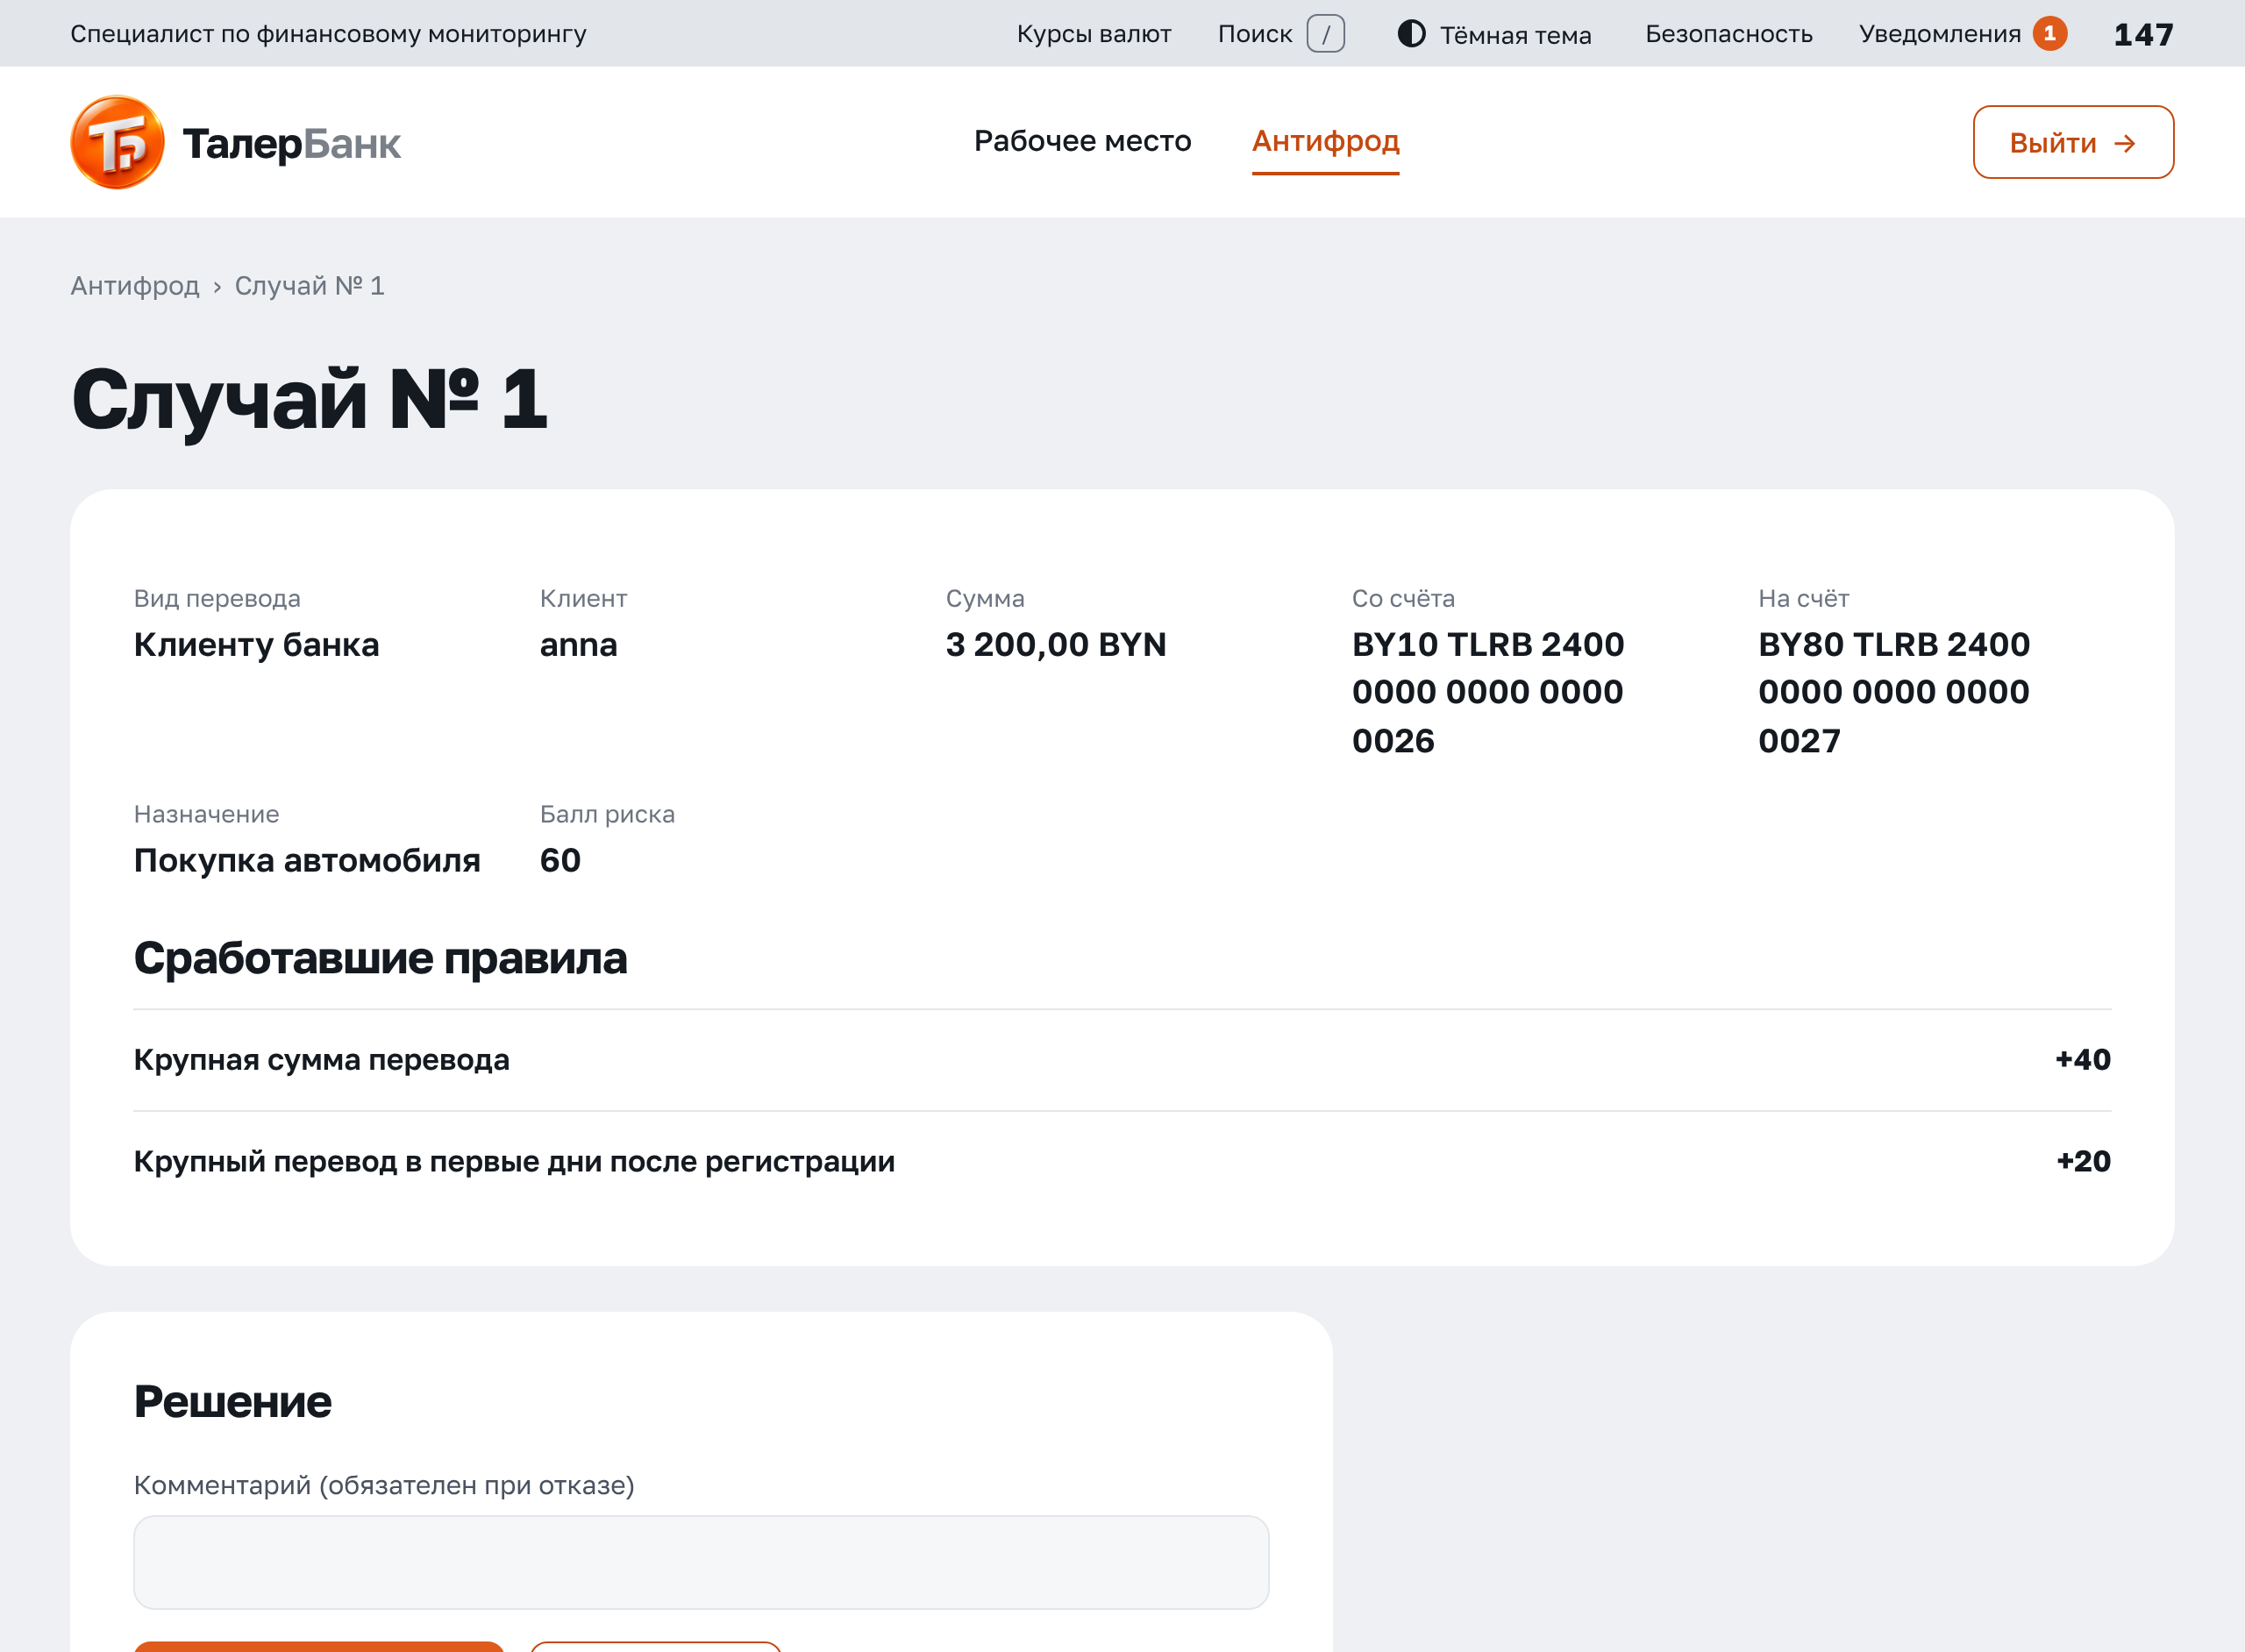 Специалист по финансовому мониторингу
Курсы валют Поиск / Тёмная тема Безопасность Уведомления 1 147
ТБ ТалерБанк
Рабочее место Антифрод
Выйти →
Антифрод › Случай № 1
Случай № 1
Вид перевода Клиент Сумма Со счёта На счёт
Клиенту банка anna 3 200,00 BYN BY10 TLRB 2400 BY80 TLRB 2400
0000 0000 0000 0000 0000 0000
0026 0027
Назначение Балл риска
Покупка автомобиля 60
Сработавшие правила
Крупная сумма перевода +40
Крупный перевод в первые дни после регистрации +20
Решение
Комментарий (обязателен при отказе)